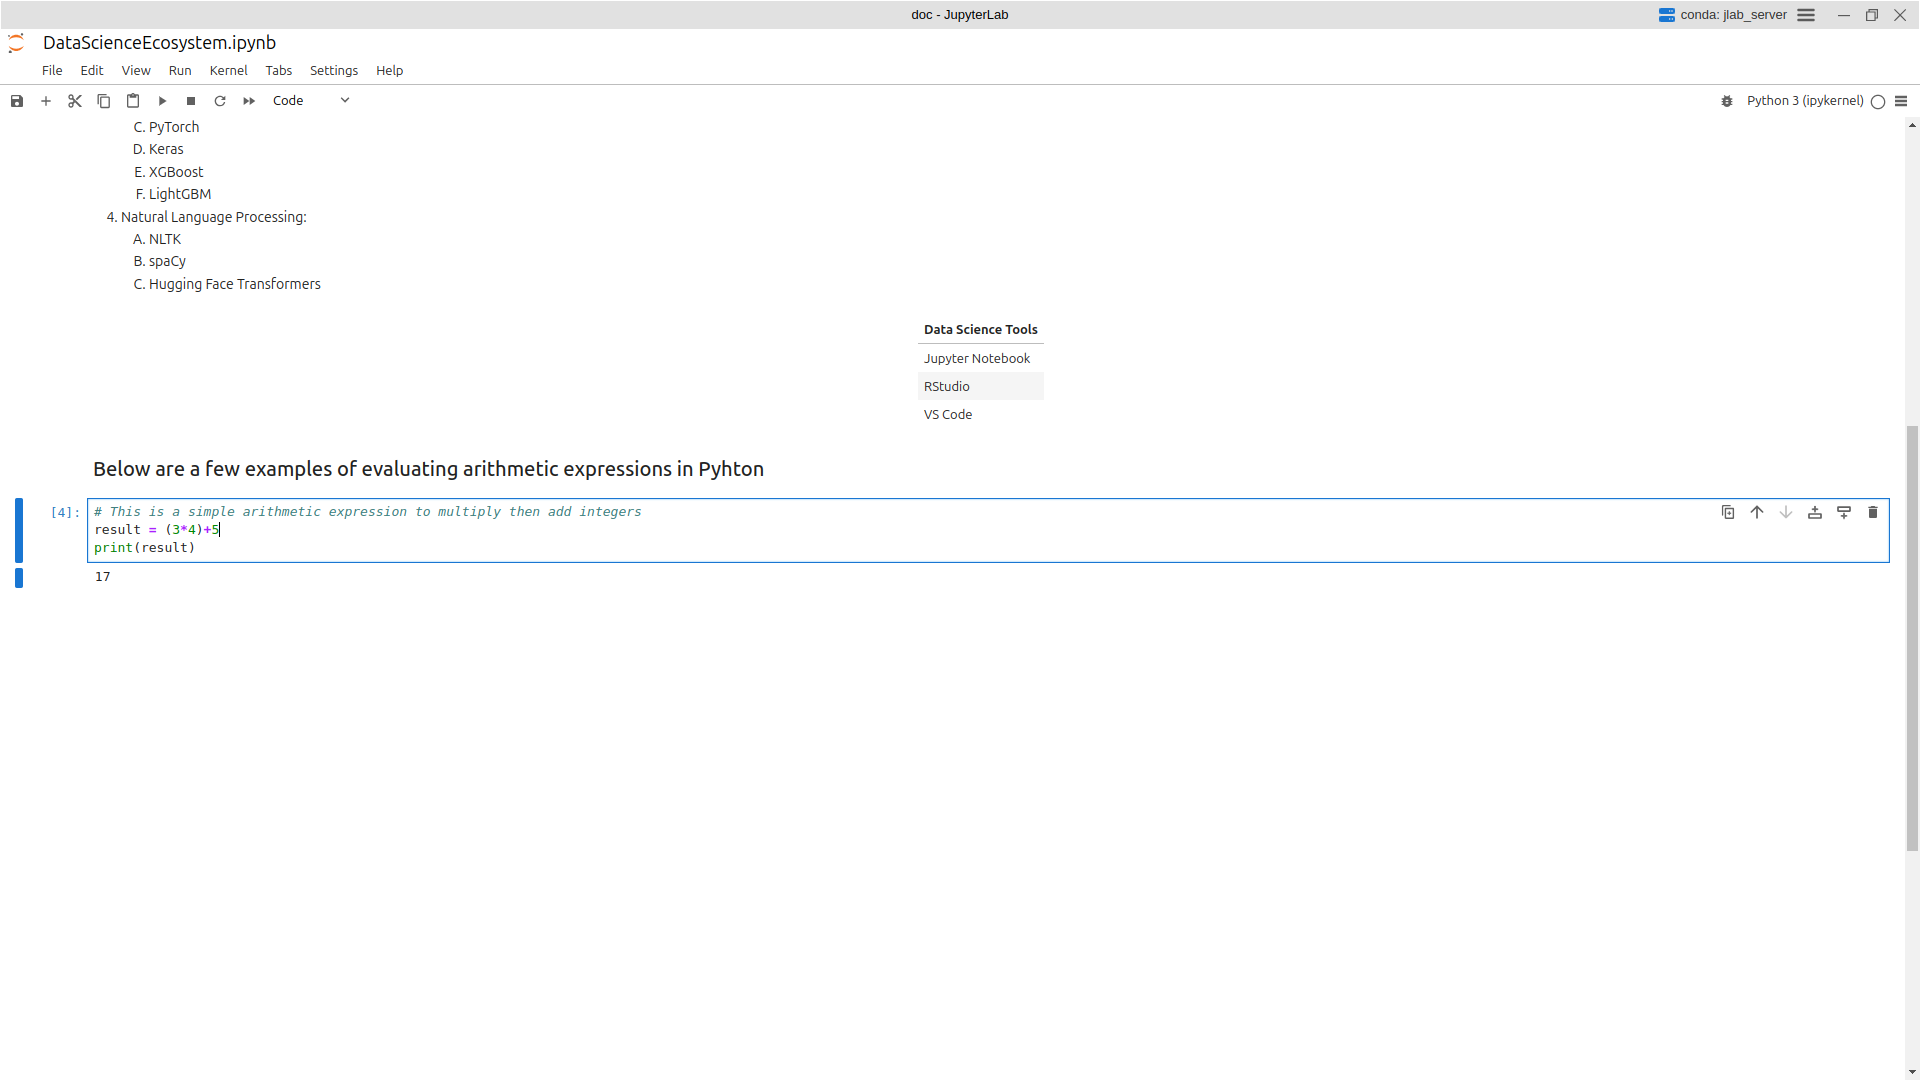 doc - JupyterLab
conda: jlab_server
DataScienceEcosystem.ipynb
File Edit View Run Kernel Tabs Settings Help
Code
Python 3 (ipykernel)
C. PyTorch
D. Keras
E. XGBoost
F. LightGBM
4. Natural Language Processing:
A. NLTK
B. spaCy
C. Hugging Face Transformers
Data Science Tools
Jupyter Notebook
RStudio
VS Code
Below are a few examples of evaluating arithmetic expressions in Pyhton
[4]:
# This is a simple arithmetic expression to multiply then add integers
result = (3*4)+5
print(result)
17